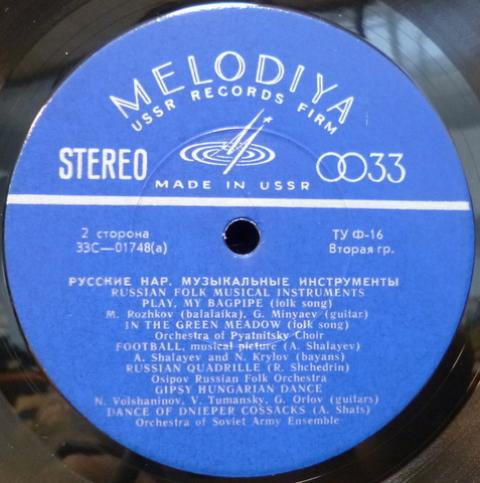 MELODIYA
USSR RECORDS FIRM
STEREO
33
MADE IN USSR
2 сторона
33С—01748(а)
ТУ Ф-16
Вторая гр.
РУССКИЕ НАР. МУЗЫКАЛЬНЫЕ ИНСТРУМЕНТЫ
RUSSIAN FOLK MUSICAL INSTRUMENTS
PLAY, MY BAGPIPE (folk song)
M. Rozhkov (balalaika), G. Minyaev (guitar)
IN THE GREEN MEADOW (folk song)
Orchestra of Pyatnitsky Choir
FOOTBALL, musical picture (A. Shalayev)
A. Shalayev and N. Krylov (bayans)
RUSSIAN QUADRILLE (R. Shchedrin)
Osipov Russian Folk Orchestra
GIPSY HUNGARIAN DANCE
N. Volshaninov, V. Tumansky, G. Orlov (guitars)
DANCE OF DNIEPER COSSACKS (A. Shats)
Orchestra of Soviet Army Ensemble